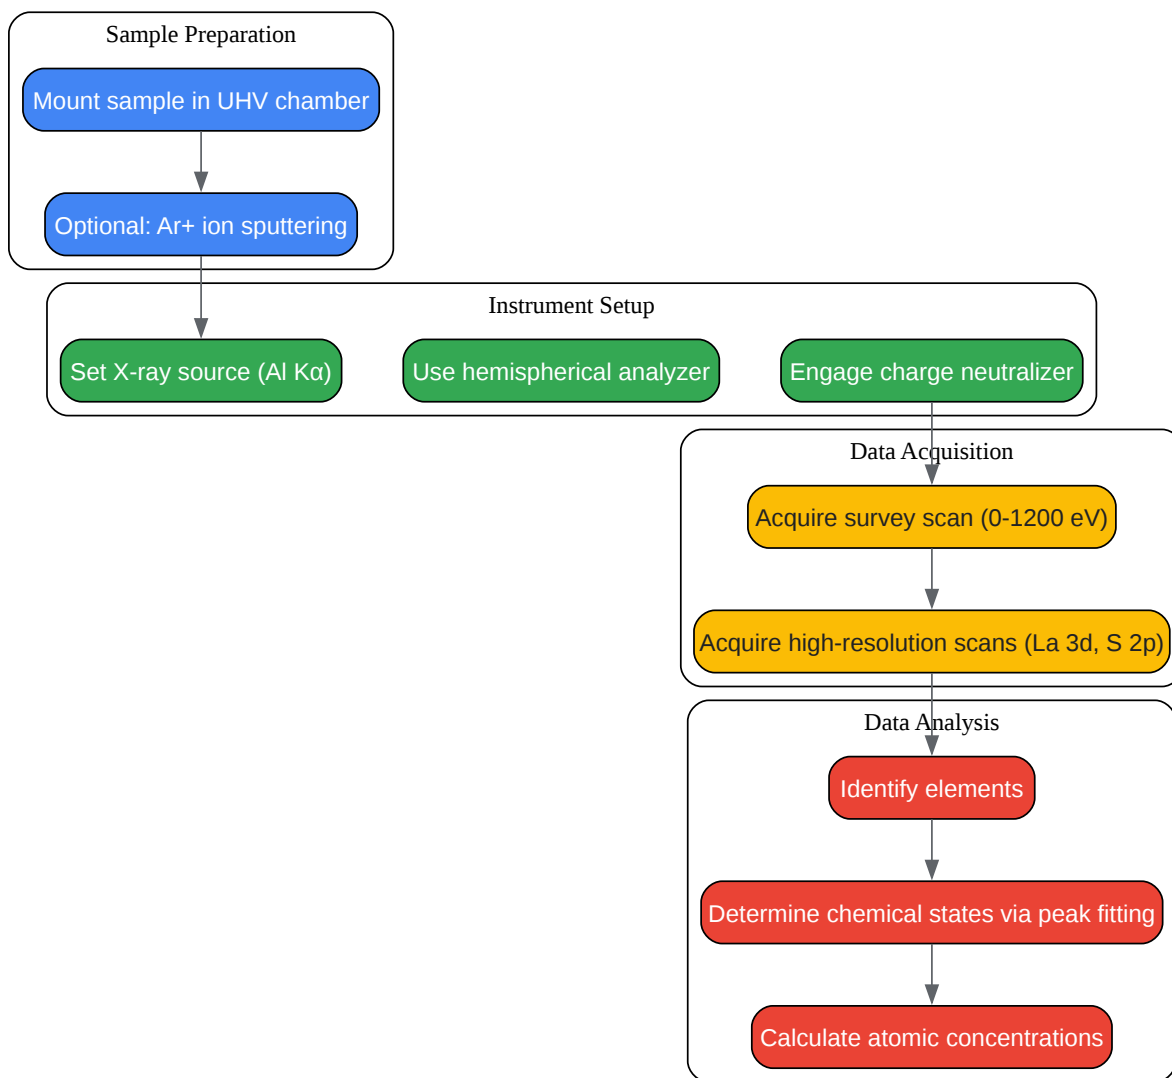 Sample Preparation
Mount sample in UHV chamber
Optional: Ar+ ion sputtering
Instrument Setup
Set X-ray source (Al Kα)
Use hemispherical analyzer
Engage charge neutralizer
Data Acquisition
Acquire survey scan (0-1200 eV)
Acquire high-resolution scans (La 3d, S 2p)
Data Analysis
Identify elements
Determine chemical states via peak fitting
Calculate atomic concentrations